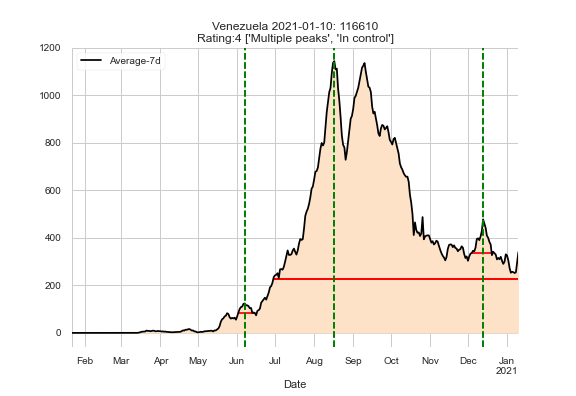 Venezuela 2021-01-10: 116610
Rating:4 ['Multiple peaks', 'In control']
Average-7d
1200
1000
800
600
400
200
0
Feb Mar Apr May Jun Jul Aug Sep Oct Nov Dec Jan
2021
Date